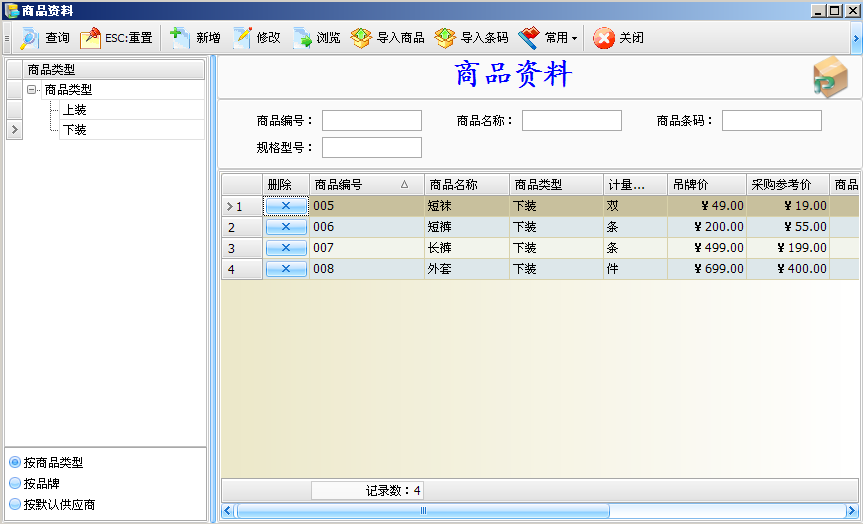 商品资料
查询 ESC:重置 新增 修改 浏览 导入商品 导入条码 常用 关闭
商品类型
商品类型
上装
下装
商品资料
商品编号： 商品名称： 商品条码：
规格型号：
删除 商品编号 商品名称 商品类型 计量... 吊牌价 采购参考价 商品
1 005 短袜 下装 双 ¥ 49.00 ¥ 19.00
2 006 短裤 下装 条 ¥ 200.00 ¥ 55.00
3 007 长裤 下装 条 ¥ 499.00 ¥ 199.00
4 008 外套 下装 件 ¥ 699.00 ¥ 400.00
按商品类型
按品牌
按默认供应商
记录数：4